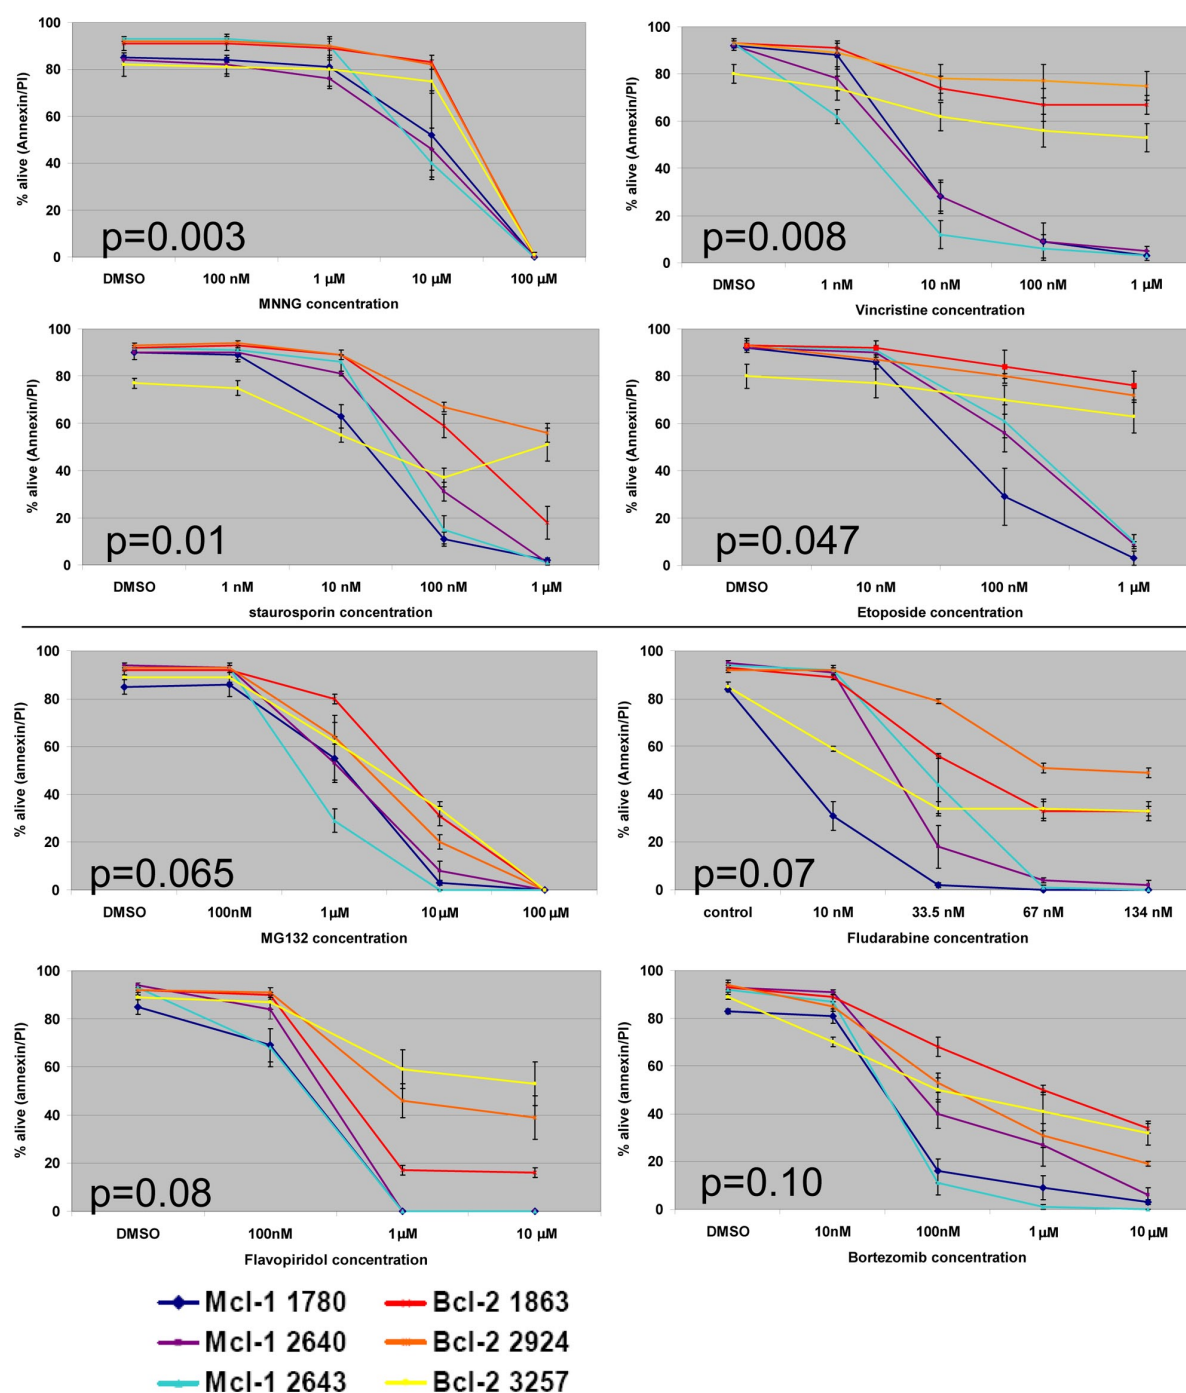 100
80
60
40
20
0
% alive (Annexin/PI)
p=0.003
DMSO 100 nM 1 µM 10 µM 100 µM
MNNG concentration
100
80
60
40
20
0
% alive (Annexin/PI)
p=0.008
DMSO 1 nM 10 nM 100 nM 1 µM
Vincristine concentration
100
80
60
40
20
0
% alive (Annexin/PI)
p=0.01
DMSO 1 nM 10 nM 100 nM 1 µM
staurosporin concentration
100
80
60
40
20
0
% alive (Annexin/PI)
p=0.047
DMSO 10 nM 100 nM 1 µM
Etoposide concentration
100
80
60
40
20
0
% alive (annexin/PI)
p=0.065
DMSO 100nM 1µM 10µM 100 µM
MG132 concentration
100
80
60
40
20
0
% alive (Annexin/PI)
p=0.07
control 10 nM 33.5 nM 67 nM 134 nM
Fludarabine concentration
100
80
60
40
20
0
% alive (annexin/PI)
p=0.08
DMSO 100nM 1µM 10 µM
Flavopiridol concentration
100
80
60
40
20
0
% alive (annexin/PI)
p=0.10
DMSO 10nM 100nM 1µM 10 µM
Bortezomib concentration
Mcl-1 1780 Bcl-2 1863
Mcl-1 2640 Bcl-2 2924
Mcl-1 2643 Bcl-2 3257